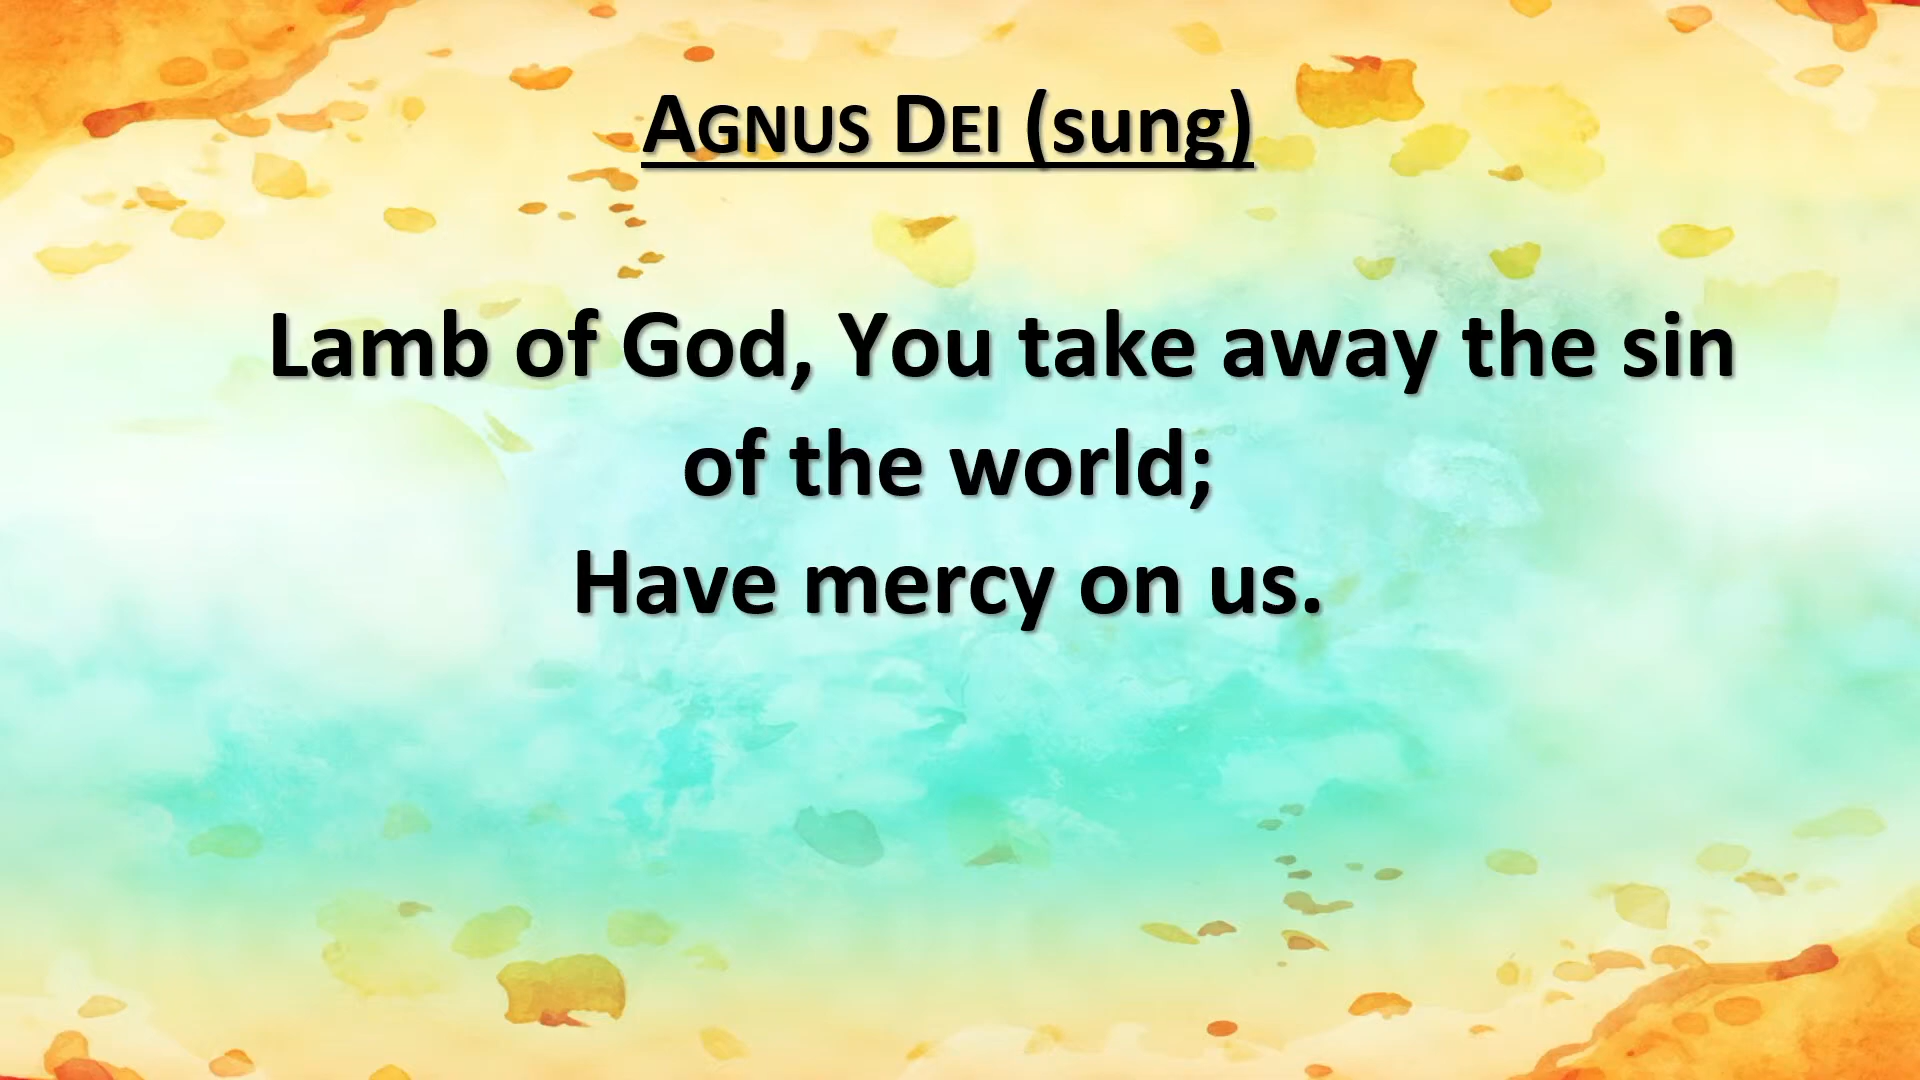 AGNUS DEI (sung)
Lamb of God, You take away the sin
of the world;
Have mercy on us.